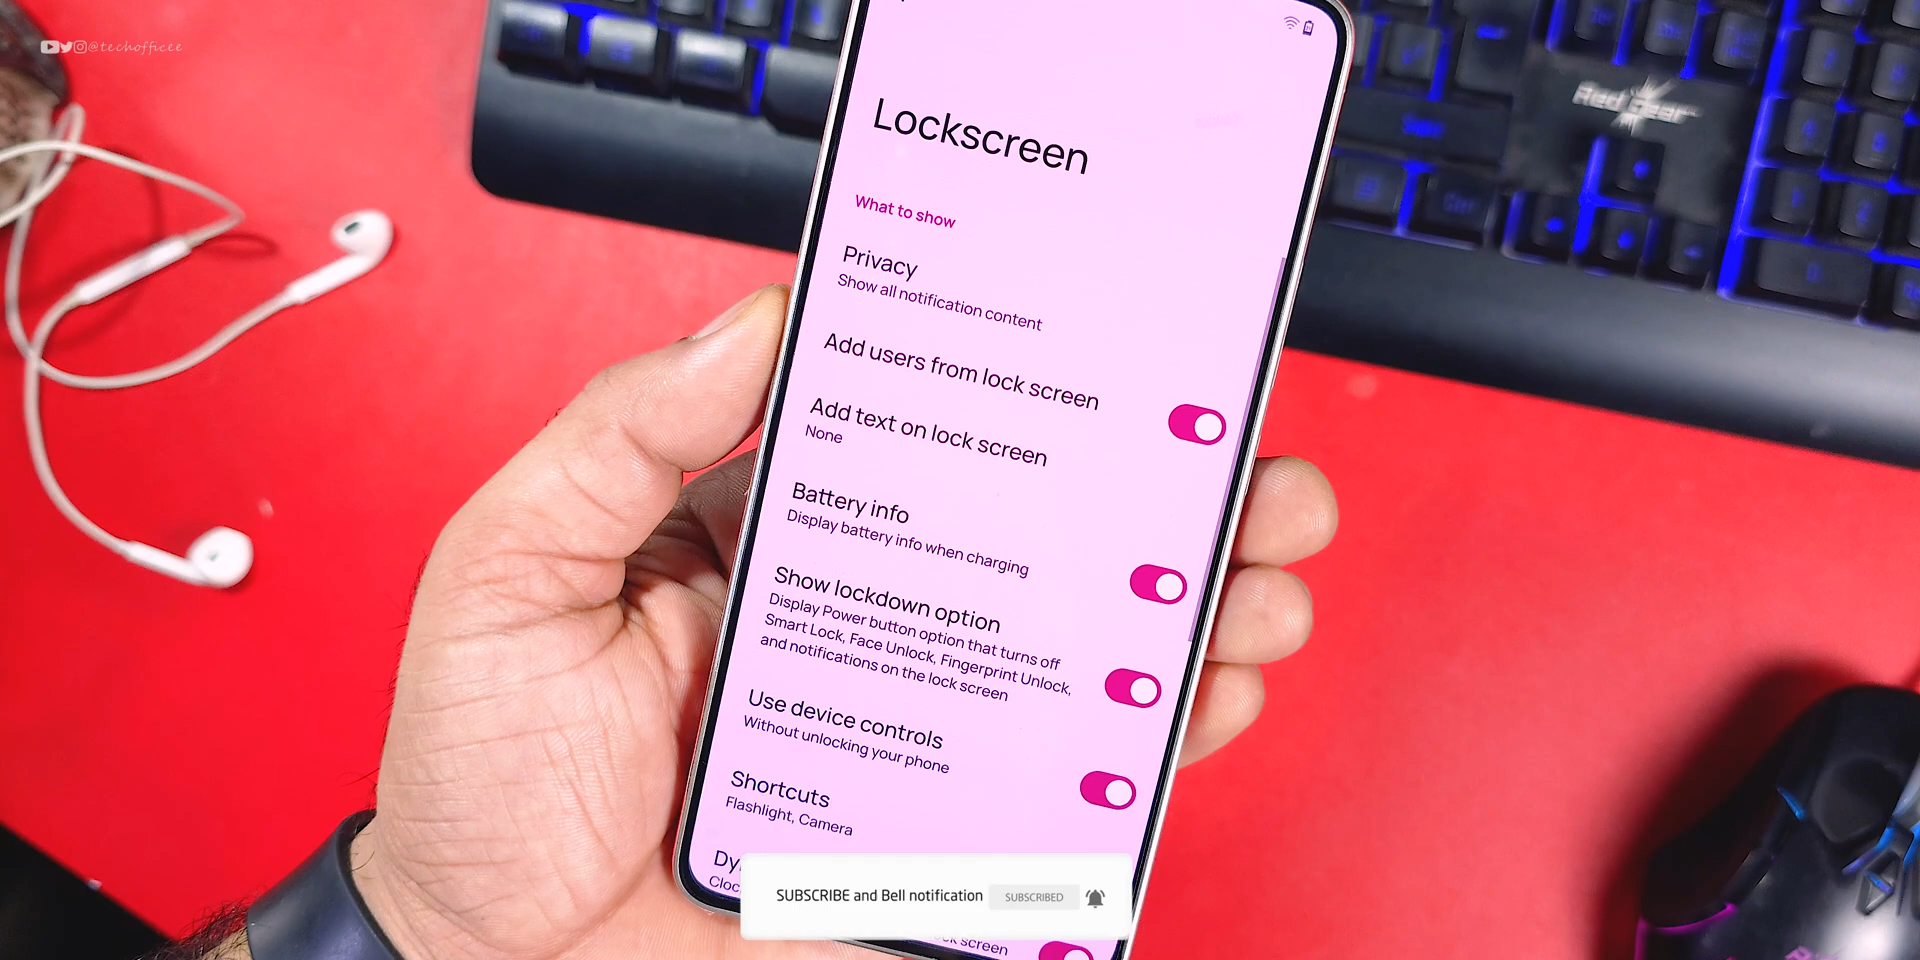 @techofficee
Red Gear
Lockscreen
What to show
Privacy
Show all notification content
Add users from lock screen
Add text on lock screen
None
Battery info
Display battery info when charging
Show lockdown option
Display Power button option that turns off
Smart Lock, Face Unlock, Fingerprint Unlock,
and notifications on the lock screen
Use device controls
Without unlocking your phone
Shortcuts
Flashlight, Camera
SUBSCRIBE and Bell notification SUBSCRIBED
screen